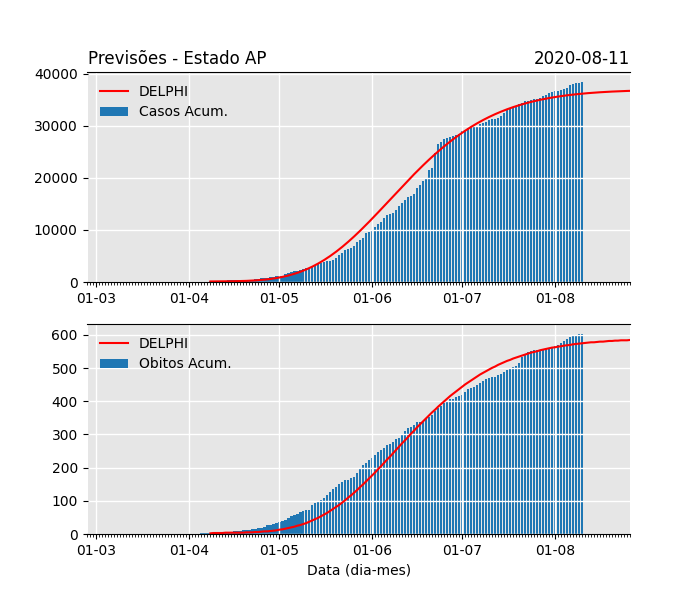 Previsões - Estado AP 2020-08-11
40000
DELPHI
Casos Acum.
30000
20000
10000
0
01-03 01-04 01-05 01-06 01-07 01-08
600
DELPHI
Obitos Acum.
500
400
300
200
100
0
01-03 01-04 01-05 01-06 01-07 01-08
Data (dia-mes)